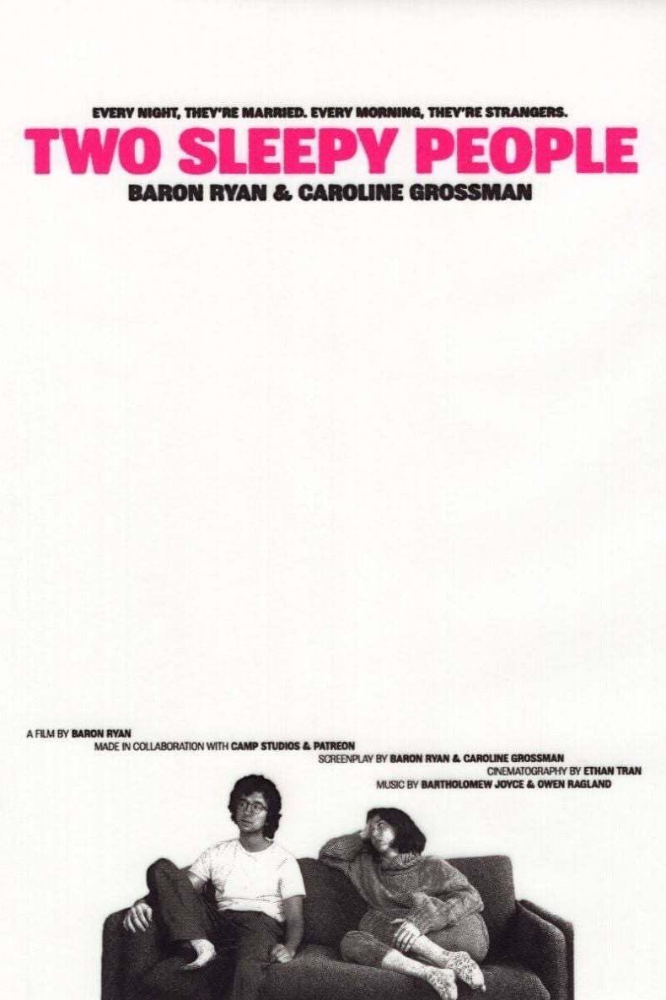 EVERY NIGHT, THEY'RE MARRIED. EVERY MORNING, THEY'RE STRANGERS.
TWO SLEEPY PEOPLE
BARON RYAN & CAROLINE GROSSMAN
A FILM BY BARON RYAN
MADE IN COLLABORATION WITH CAMP STUDIOS & PATREON
SCREENPLAY BY BARON RYAN & CAROLINE GROSSMAN
CINEMATOGRAPHY BY ETHAN TRAN
MUSIC BY BARTHOLOMEW JOYCE & OWEN RAGLAND